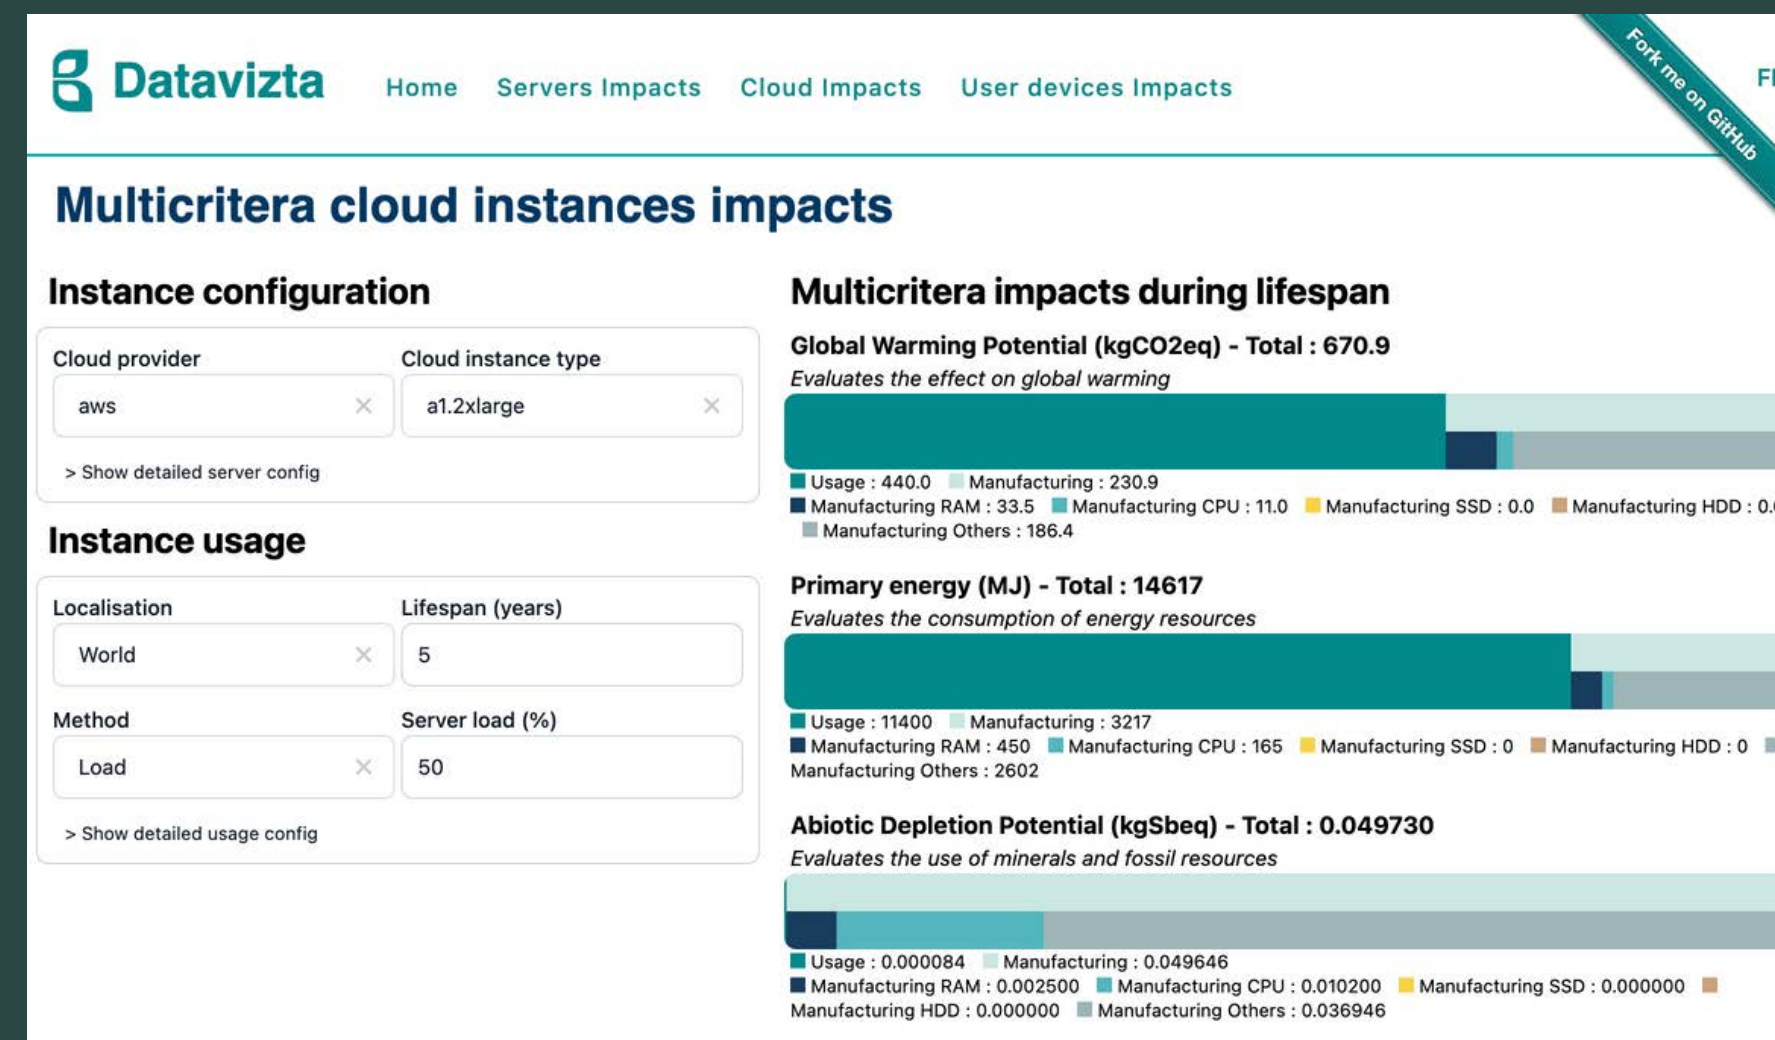 Datavizta
Home Servers Impacts Cloud Impacts User devices Impacts
Fork me on GitHub
Multicritera cloud instances impacts
Instance configuration
Cloud provider Cloud instance type
aws × a1.2xlarge ×
> Show detailed server config
Instance usage
Localisation Lifespan (years)
World × 5
Method Server load (%)
Load × 50
> Show detailed usage config
Multicritera impacts during lifespan
Global Warming Potential (kgCO2eq) - Total : 670.9
Evaluates the effect on global warming
Usage : 440.0 Manufacturing : 230.9
Manufacturing RAM : 33.5 Manufacturing CPU : 11.0 Manufacturing SSD : 0.0 Manufacturing HDD :
Manufacturing Others : 186.4
Primary energy (MJ) - Total : 14617
Evaluates the consumption of energy resources
Usage : 11400 Manufacturing : 3217
Manufacturing RAM : 450 Manufacturing CPU : 165 Manufacturing SSD : 0 Manufacturing HDD : 0
Manufacturing Others : 2602
Abiotic Depletion Potential (kgSbeq) - Total : 0.049730
Evaluates the use of minerals and fossil resources
Usage : 0.000084 Manufacturing : 0.049646
Manufacturing RAM : 0.002500 Manufacturing CPU : 0.010200 Manufacturing SSD : 0.000000
Manufacturing HDD : 0.000000 Manufacturing Others : 0.036946